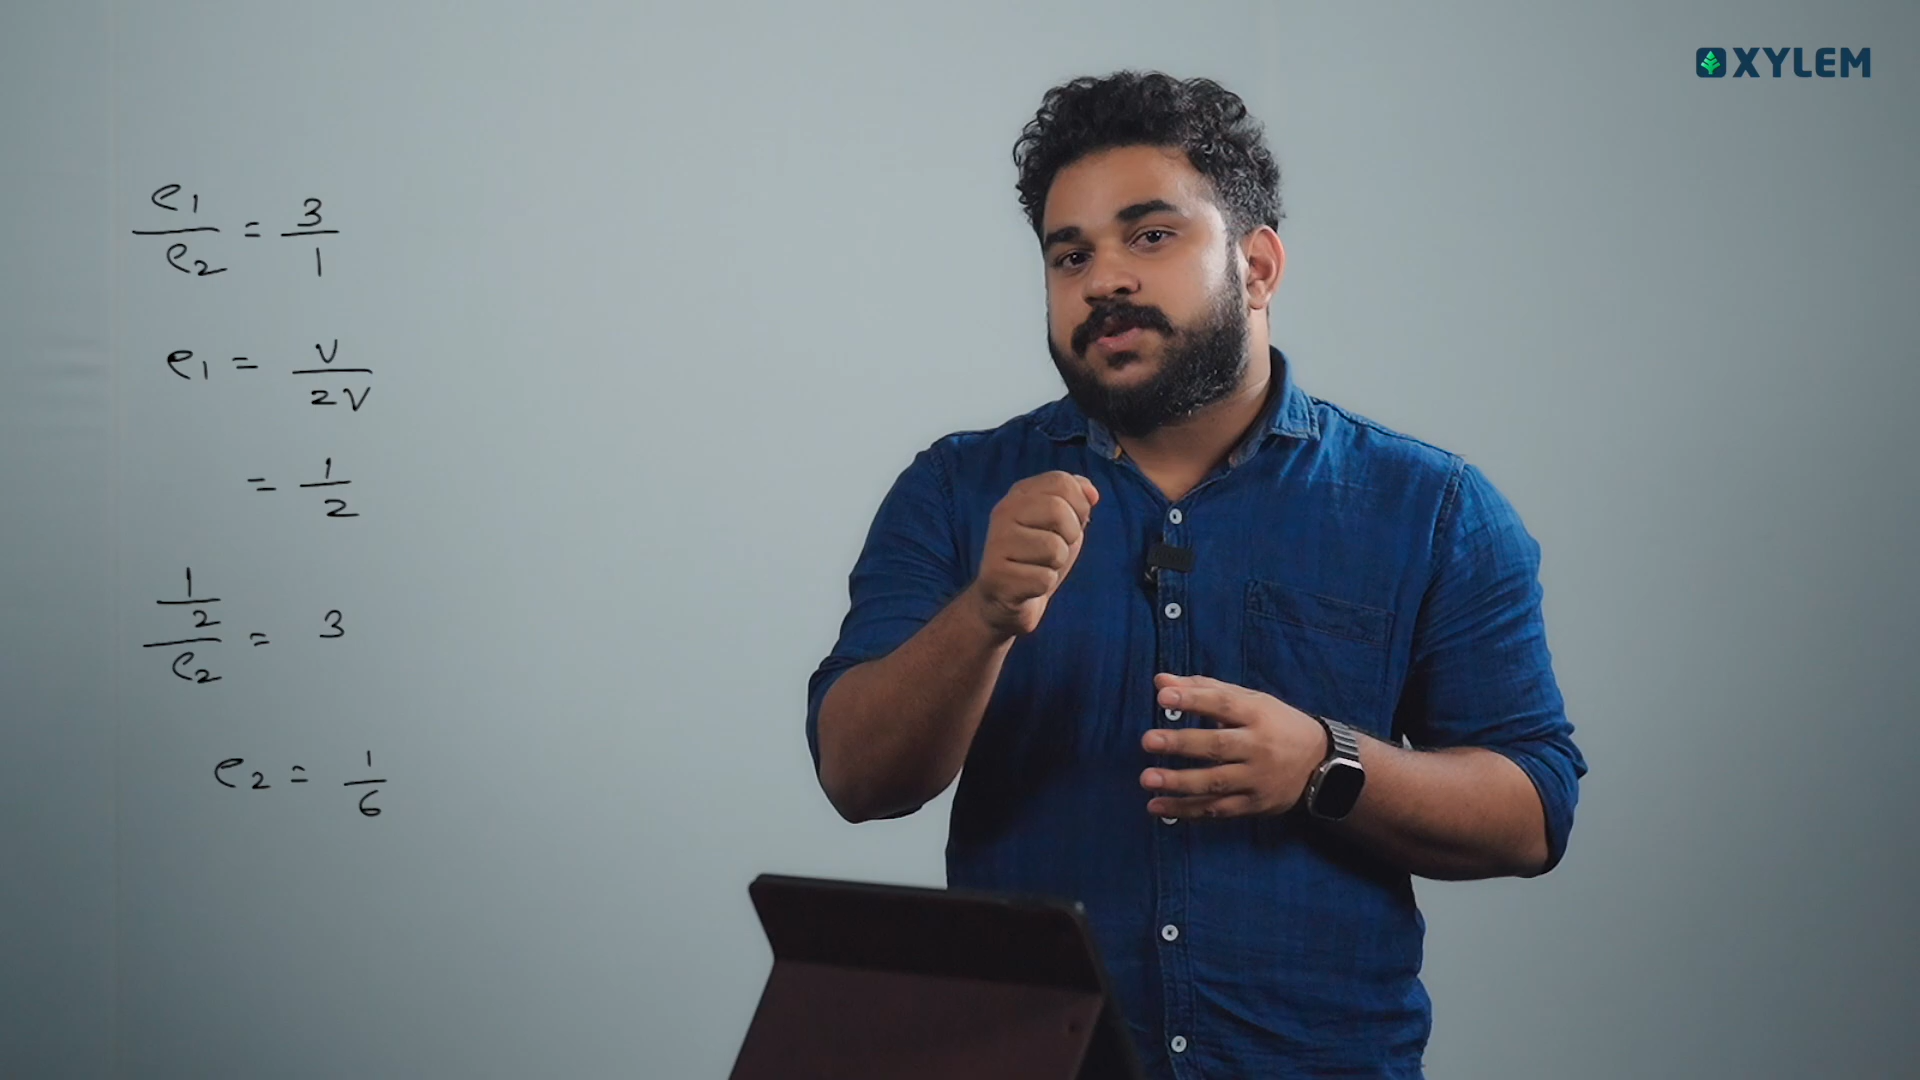 XYLEM
e1/e2 = 3/1
e1 = v/2v
= 1/2
1/2/e2 = 3
e2 = 1/6